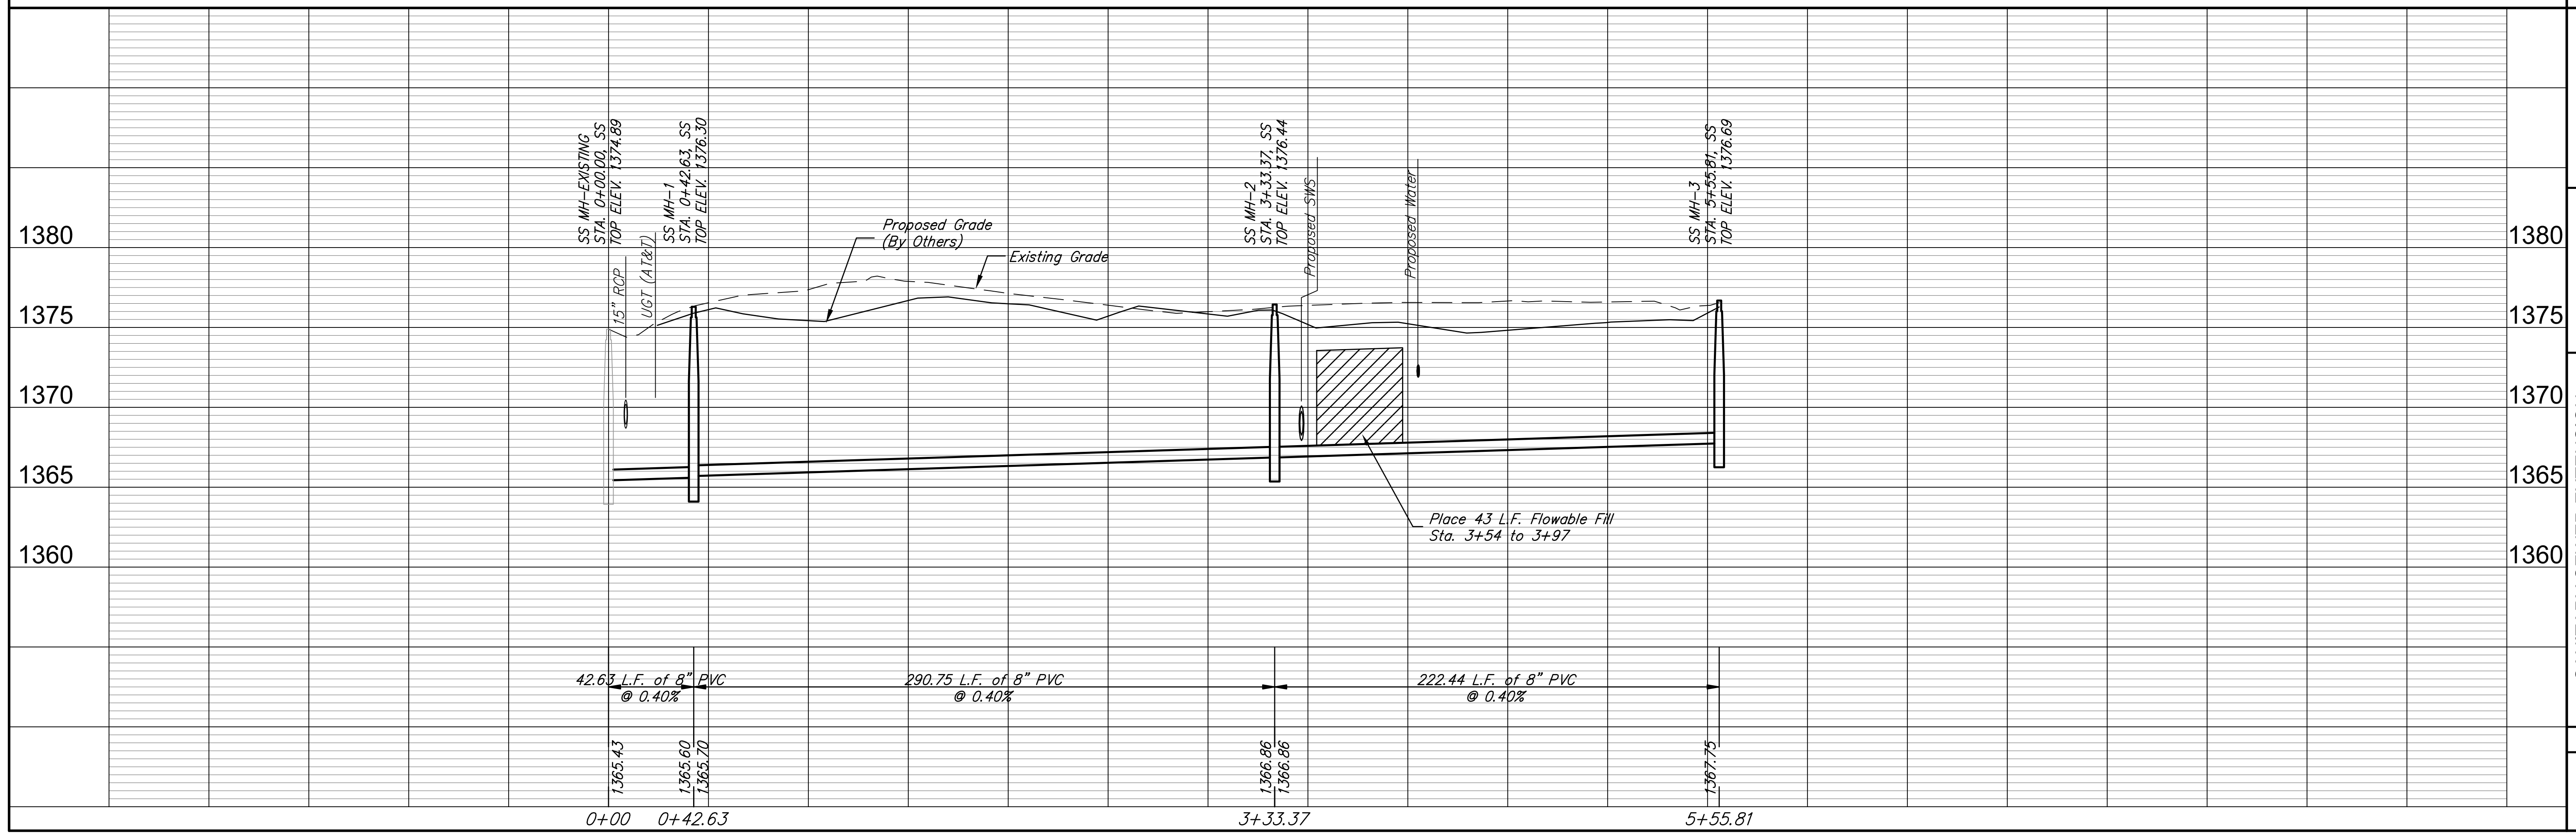 SS MH-EXISTING
STA. 0+00.00, SS
TOP ELEV. 1374.89
SS MH-1
STA. 0+42.63, SS
TOP ELEV. 1376.30
SS MH-2
STA. 3+33.37, SS
TOP ELEV. 1376.44
SS MH-3
STA. 5+55.81, SS
TOP ELEV. 1376.69
15" RCP
UGT (AT&T)
Proposed Grade
(By Others)
Existing Grade
Proposed SWS
Proposed Water
1380
1380
1375
1375
1370
1370
1365
1365
1360
1360
Place 43 L.F. Flowable Fill
Sta. 3+54 to 3+97
42.63 L.F. of 8" PVC
@ 0.40%
290.75 L.F. of 8" PVC
@ 0.40%
222.44 L.F. of 8" PVC
@ 0.40%
1365.43
1365.60
1365.70
1366.86
1366.86
1367.75
0+00
0+42.63
3+33.37
5+55.81